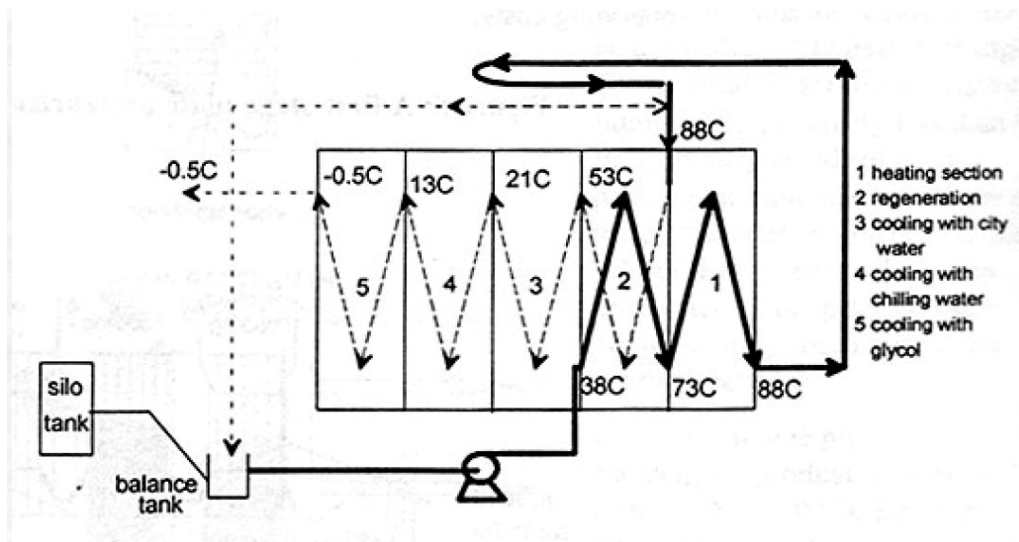 88C
-0.5C
-0.5C
13C
21C
53C
5
4
3
2
1
38C
73C
88C
silo
tank
balance
tank
1 heating section
2 regeneration
3 cooling with city
water
4 cooling with
chilling water
5 cooling with
glycol